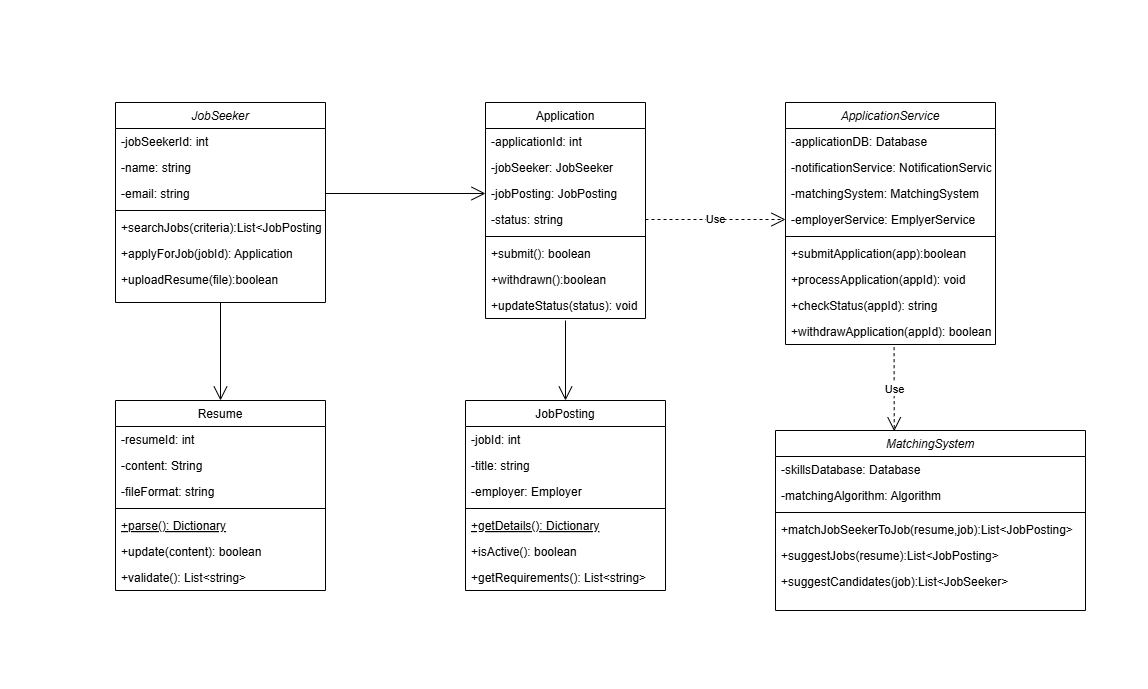 JobSeeker
-jobSeekerId: int
-name: string
-email: string
+searchJobs(criteria):List<JobPosting
+applyForJob(jobId): Application
+uploadResume(file):boolean
Application
-applicationId: int
-jobSeeker: JobSeeker
-jobPosting: JobPosting
-status: string
+submit(): boolean
+withdrawn():boolean
+updateStatus(status): void
Use
ApplicationService
-applicationDB: Database
-notificationService: NotificationServic
-matchingSystem: MatchingSystem
-employerService: EmplyerService
+submitApplication(app):boolean
+processApplication(appId): void
+checkStatus(appId): string
+withdrawApplication(appId): boolean
Use
Resume
-resumeId: int
-content: String
-fileFormat: string
+parse(): Dictionary
+update(content): boolean
+validate(): List<string>
JobPosting
-jobId: int
-title: string
-employer: Employer
+getDetails(): Dictionary
+isActive(): boolean
+getRequirements(): List<string>
MatchingSystem
-skillsDatabase: Database
-matchingAlgorithm: Algorithm
+matchJobSeekerToJob(resume,job):List<JobPosting>
+suggestJobs(resume):List<JobPosting>
+suggestCandidates(job):List<JobSeeker>